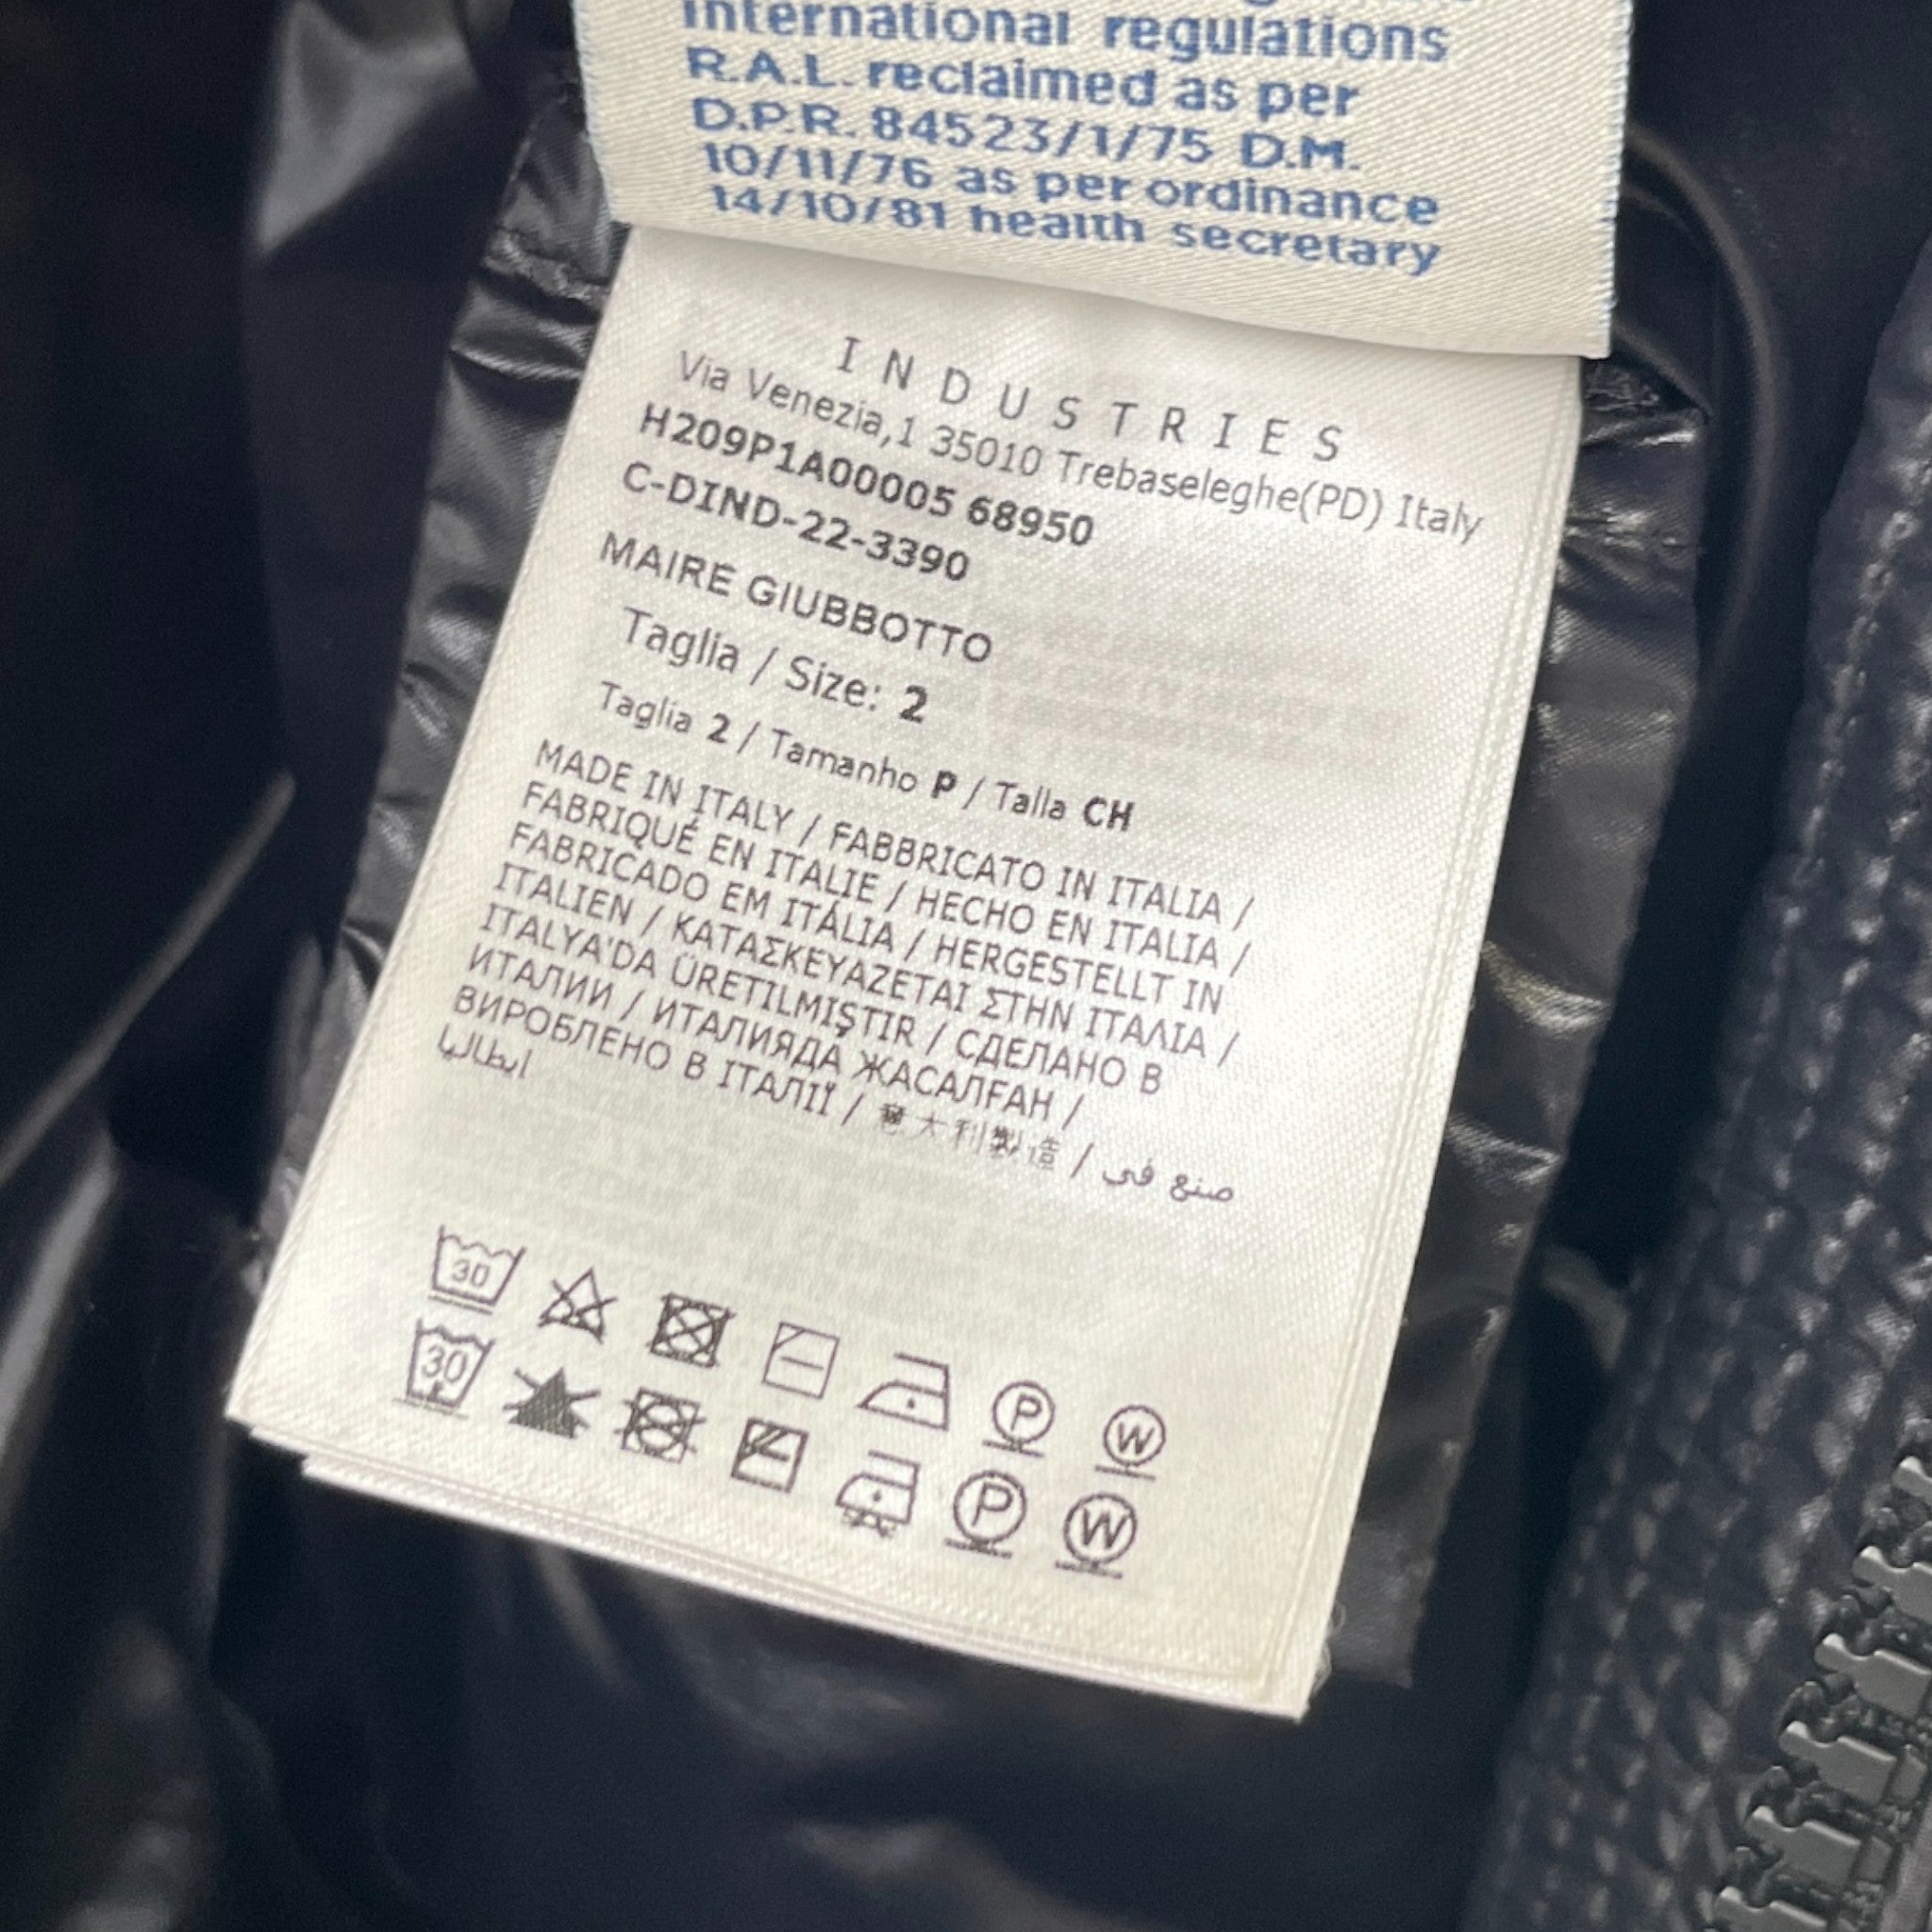 international regulations
R.A.L. reclaimed as per
D.P.R. 84523/1/75 D.M.
10/11/76 as per ordinance
14/10/81 health secretary
INDUSTRIES
Via Venezia,1 35010 Trebaseleghe(PD) Italy
H209P1A00005 68950
C-DIND-22-3390
MAIRE GIUBBOTTO
Taglia / Size: 2
Taglia 2 / Tamanho P / Talla CH
MADE IN ITALY / FABBRICATO IN ITALIA /
FABRIQUÉ EN ITALIE / HECHO EN ITALIA /
FABRICADO EM ITÁLIA / HERGESTELLT IN
ITALIEN / ΚΑΤΑΣΚΕΥΑΖΕΤΑΙ ΣΤΗΝ ΙΤΑΛΙΑ /
ITALYA'DA ÜRETILMIŞTIR / СДЕЛАНО В
ИТАЛИИ / ИТАЛИЯДА ЖАСАЛҒАН /
ВИРОБЛЕНО В ІТАЛІЇ / 意大利製造 / صنع في
ايطاليا
30 P W
30 P W